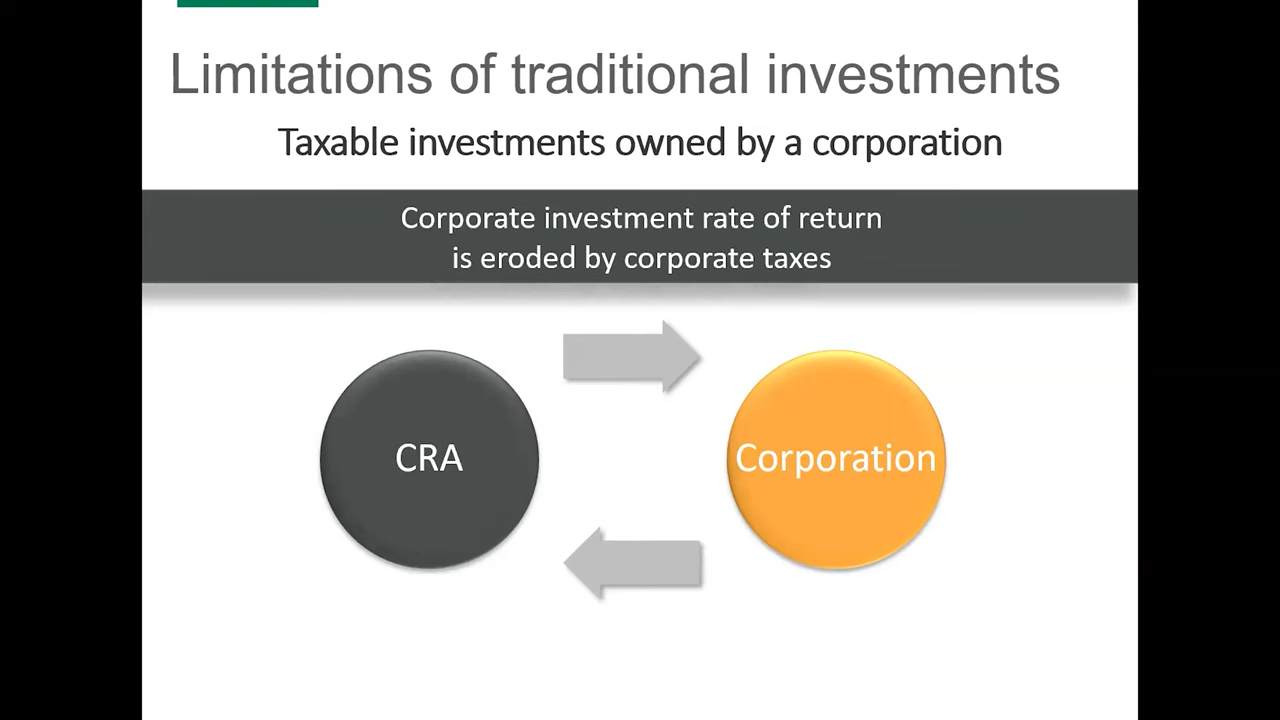 Limitations of traditional investments
Taxable investments owned by a corporation
Corporate investment rate of return
is eroded by corporate taxes
CRA
Corporation